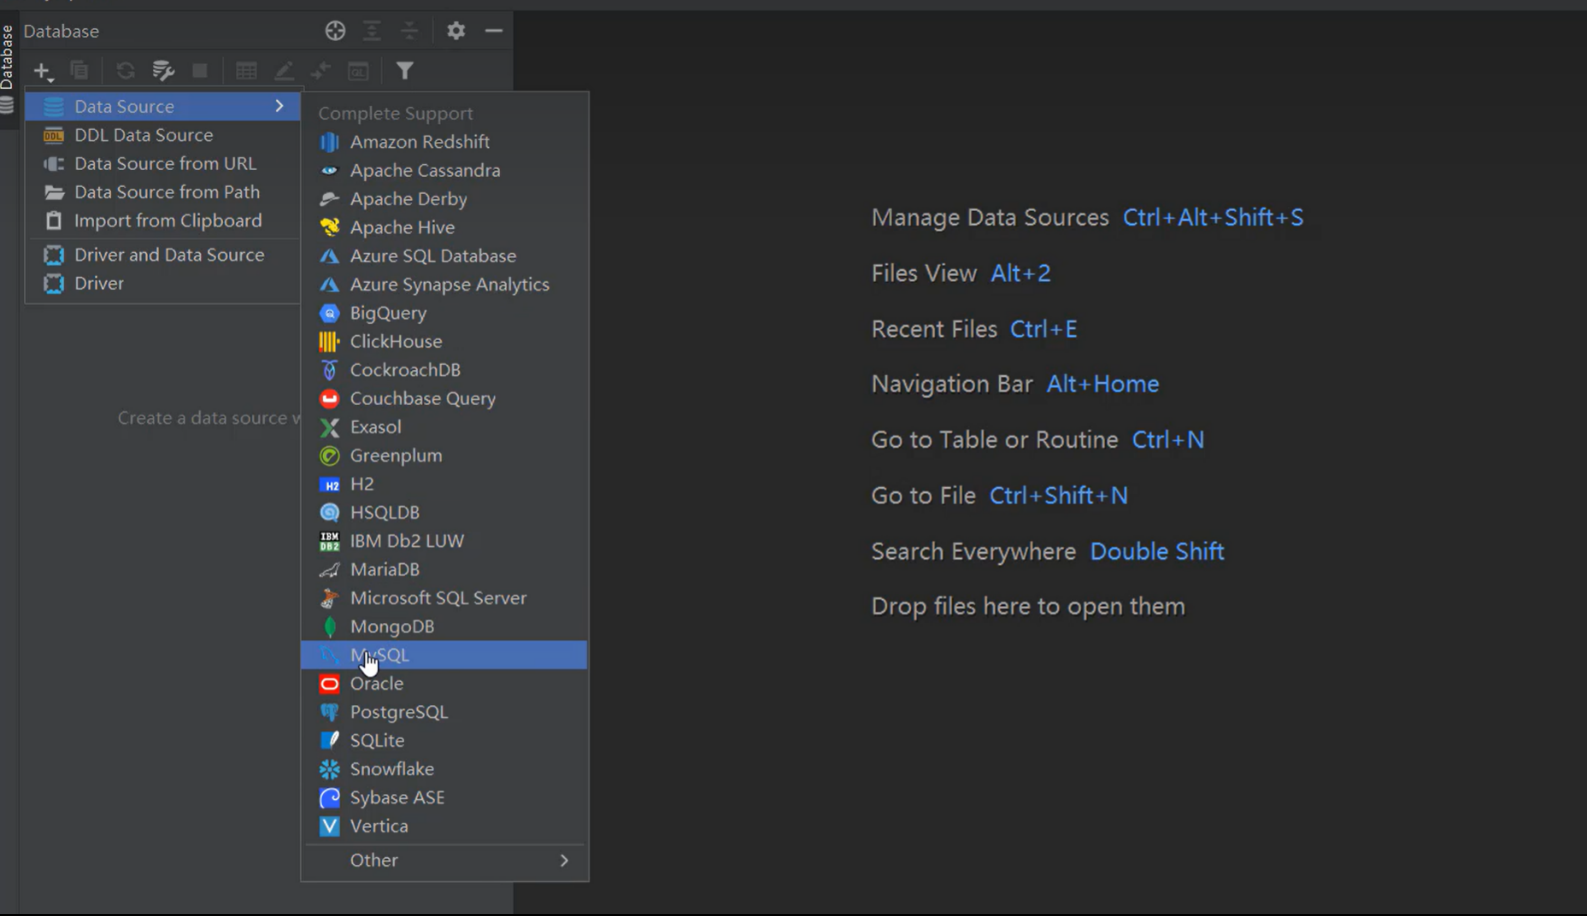 Database
Database
Data Source
DDL Data Source
DDL
Data Source from URL
Data Source from Path
Import from Clipboard
Driver and Data Source
Driver
Create a data source
Complete Support
Amazon Redshift
Apache Cassandra
Apache Derby
Apache Hive
Azure SQL Database
Azure Synapse Analytics
BigQuery
ClickHouse
CockroachDB
Couchbase Query
Exasol
Greenplum
H2 H2
HSQLDB
IBM DB2 IBM Db2 LUW
MariaDB
Microsoft SQL Server
MongoDB
MySQL
Oracle
PostgreSQL
SQLite
Snowflake
Sybase ASE
V Vertica
Other
Manage Data Sources Ctrl+Alt+Shift+S
Files View Alt+2
Recent Files Ctrl+E
Navigation Bar Alt+Home
Go to Table or Routine Ctrl+N
Go to File Ctrl+Shift+N
Search Everywhere Double Shift
Drop files here to open them